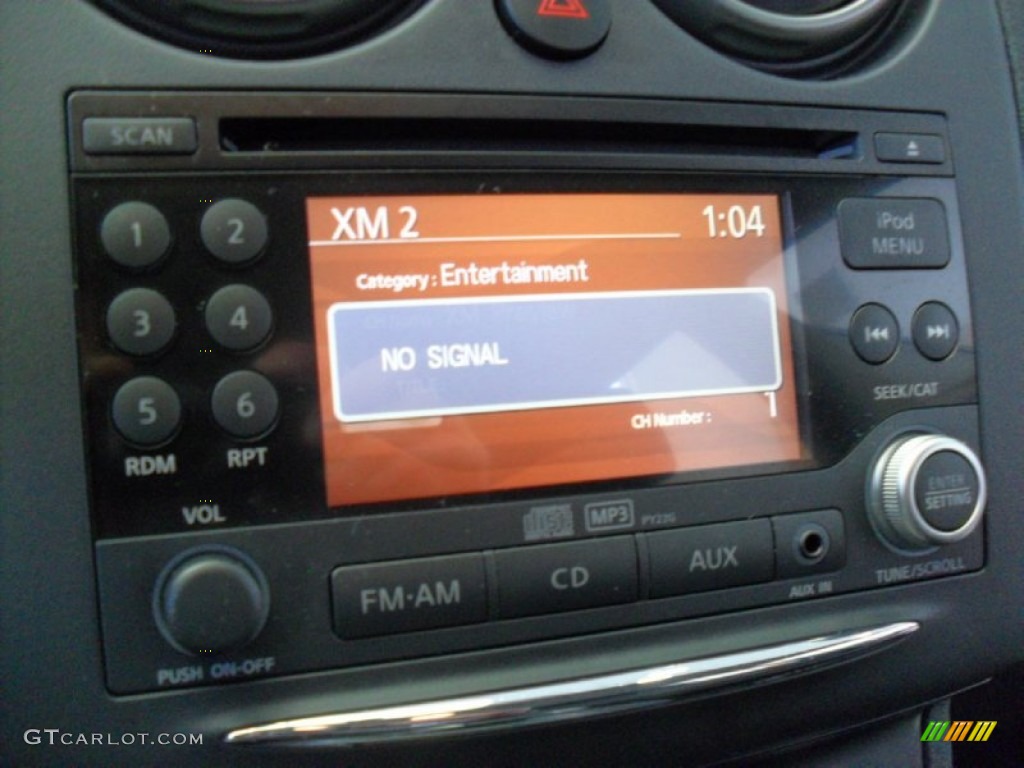 SCAN
iPod
MENU
1
2
3
4
5
6
RDM
RPT
VOL
XM 2
1:04
Category : Entertainment
NO SIGNAL
CH Number : 1
SEEK/CAT
ENTER
SETTING
TUNE/SCROLL
MP3
PY23G
FM·AM
CD
AUX
AUX IN
PUSH ON-OFF
GTCARLOT.COM